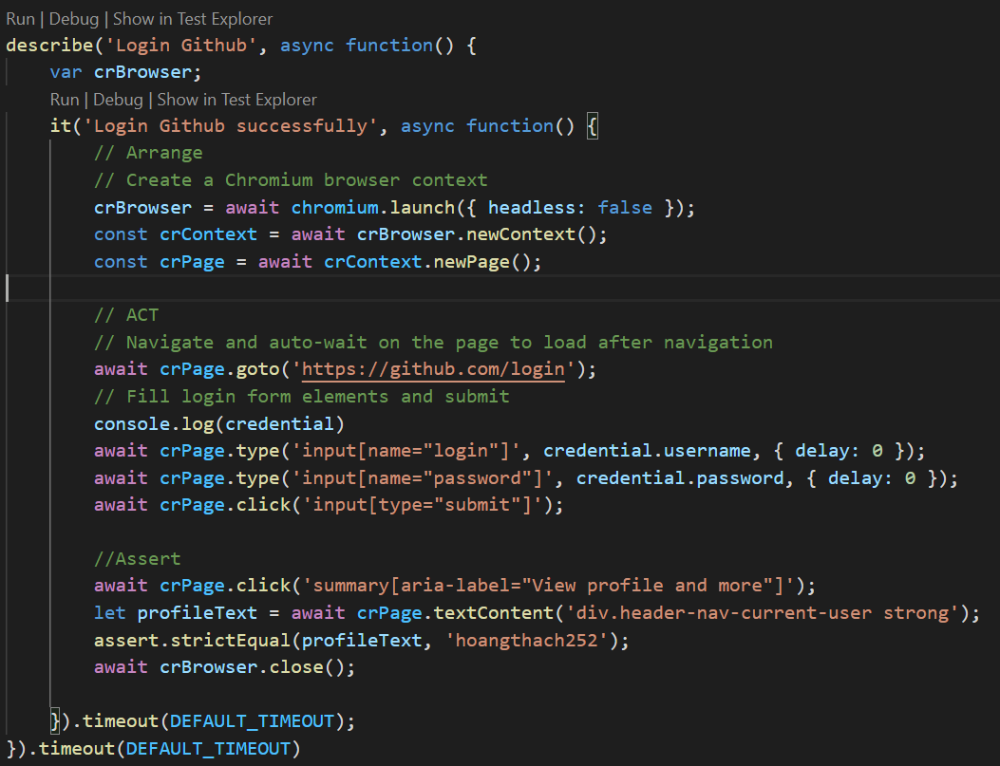 Run | Debug | Show in Test Explorer
describe('Login Github', async function() {
    var crBrowser;
    Run | Debug | Show in Test Explorer
    it('Login Github successfully', async function() {
        // Arrange
        // Create a Chromium browser context
        crBrowser = await chromium.launch({ headless: false });
        const crContext = await crBrowser.newContext();
        const crPage = await crContext.newPage();

        // ACT
        // Navigate and auto-wait on the page to load after navigation
        await crPage.goto('https://github.com/login');
        // Fill login form elements and submit
        console.log(credential)
        await crPage.type('input[name="login"]', credential.username, { delay: 0 });
        await crPage.type('input[name="password"]', credential.password, { delay: 0 });
        await crPage.click('input[type="submit"]');

        //Assert
        await crPage.click('summary[aria-label="View profile and more"]');
        let profileText = await crPage.textContent('div.header-nav-current-user strong');
        assert.strictEqual(profileText, 'hoangthach252');
        await crBrowser.close();

    }).timeout(DEFAULT_TIMEOUT);
}).timeout(DEFAULT_TIMEOUT)